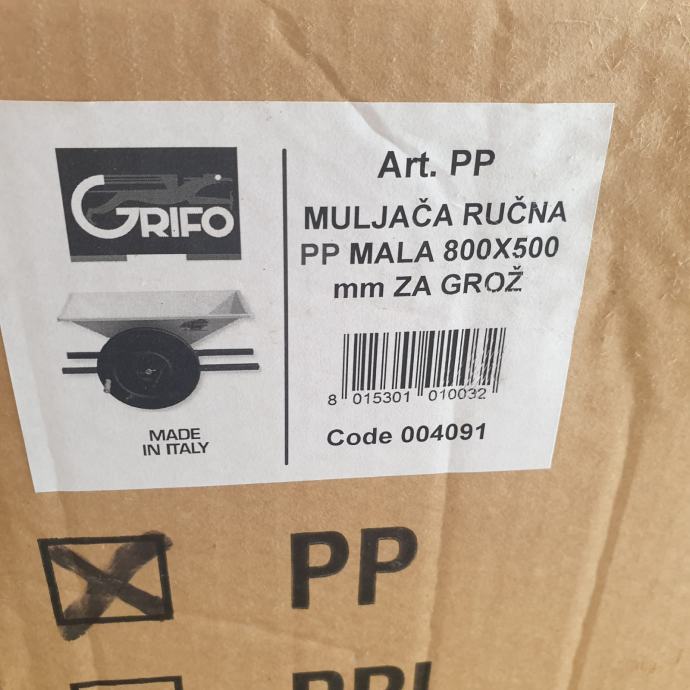 GRIFO
MADE
IN ITALY
Art. PP
MULJAČA RUČNA
PP MALA 800X500
mm ZA GROŽ
8 015301 010032
Code 004091
PP